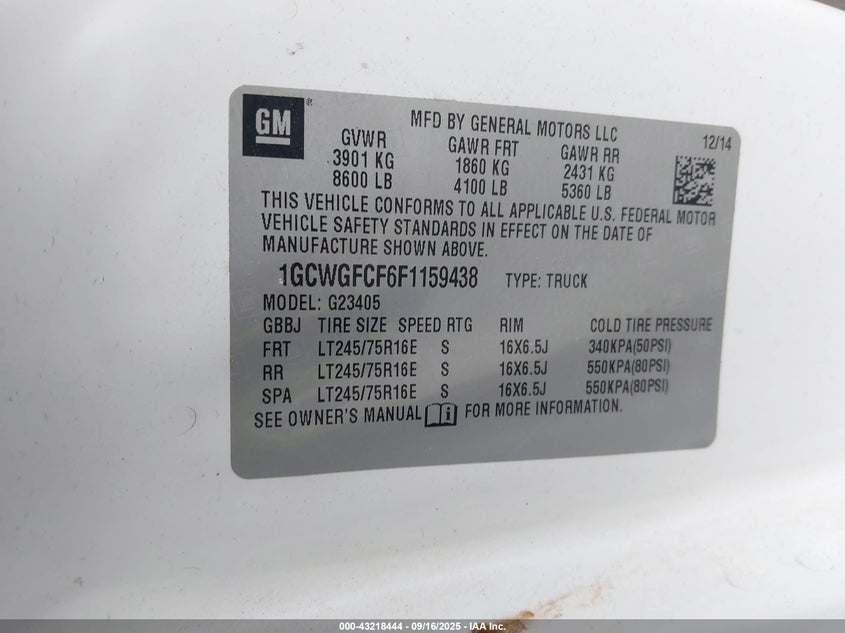 GM
MFD BY GENERAL MOTORS LLC
12/14
GVWR GAWR FRT GAWR RR
3901 KG 1860 KG 2431 KG
8600 LB 4100 LB 5360 LB
THIS VEHICLE CONFORMS TO ALL APPLICABLE U.S. FEDERAL MOTOR
VEHICLE SAFETY STANDARDS IN EFFECT ON THE DATE OF
MANUFACTURE SHOWN ABOVE.
1GCWGFCF6F1159438 TYPE: TRUCK
MODEL: G23405
GBBJ TIRE SIZE SPEED RTG RIM COLD TIRE PRESSURE
FRT LT245/75R16E S 16X6.5J 340KPA(50PSI)
RR LT245/75R16E S 16X6.5J 550KPA(80PSI)
SPA LT245/75R16E S 16X6.5J 550KPA(80PSI)
SEE OWNER'S MANUAL FOR MORE INFORMATION.
000-43218444 - 09/16/2025 - IAA Inc.